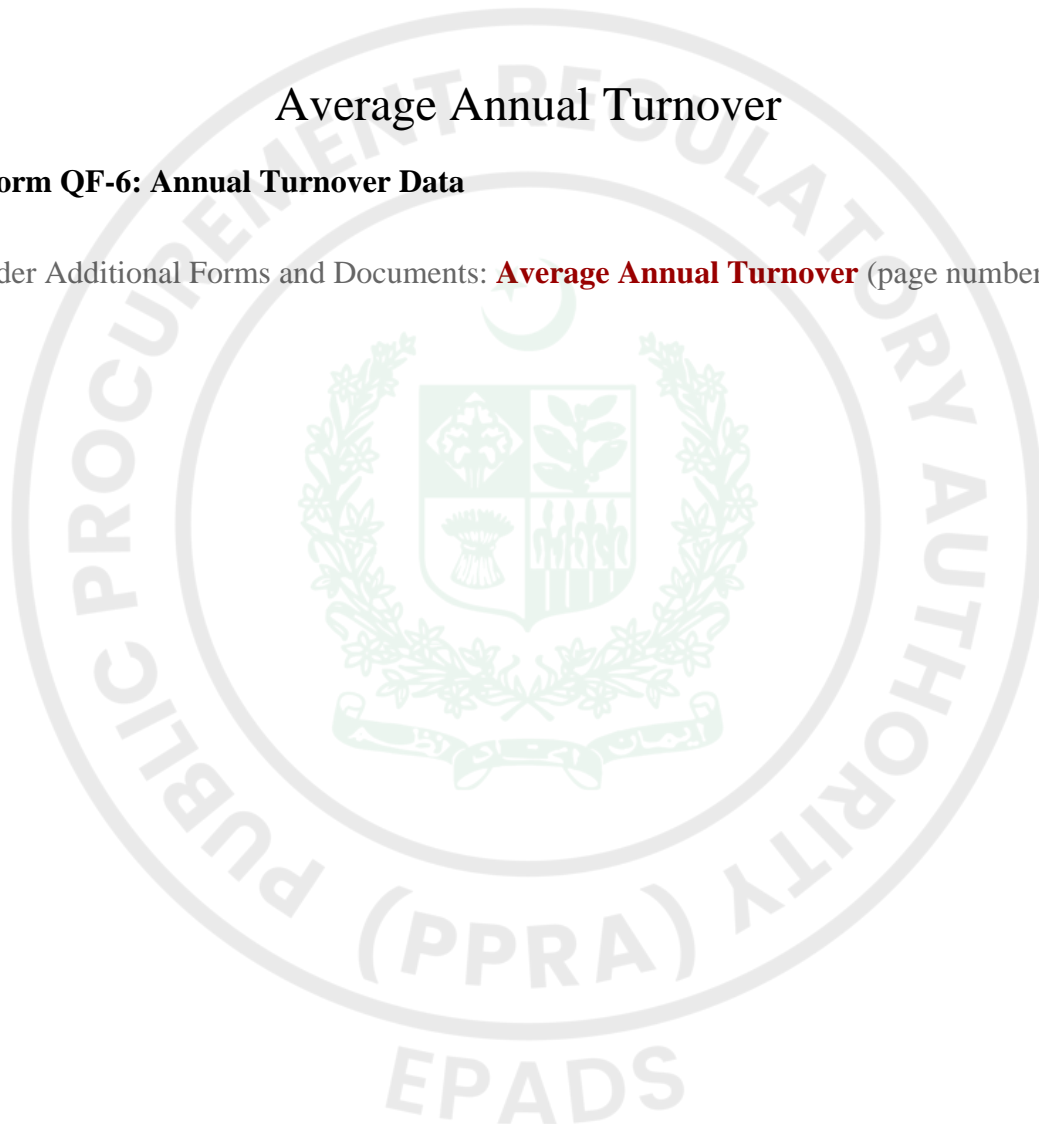 Average Annual Turnover
orm QF-6: Annual Turnover Data
der Additional Forms and Documents: Average Annual Turnover (page number
PUBLIC PROCUREMENT REGULATORY AUTHORITY
(PPRA)
EPADS